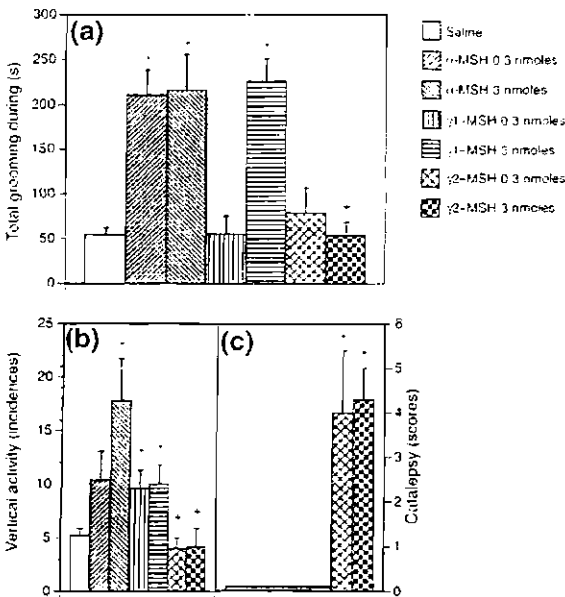 (a)
Total grooming during (s)
300
250
200
250
100
50
0
Saline
α-MSH 0 3 nmoles
α-MSH 3 nmoles
γ1-MSH 0 3 nmoles
γ1-MSH 3 nmoles
γ2-MSH 0 3 nmoles
γ2-MSH 3 nmoles
(b)
Vertical activity (incidences)
25
20
15
10
5
0
(c)
Catalepsy (scores)
6
5
4
3
2
1
0